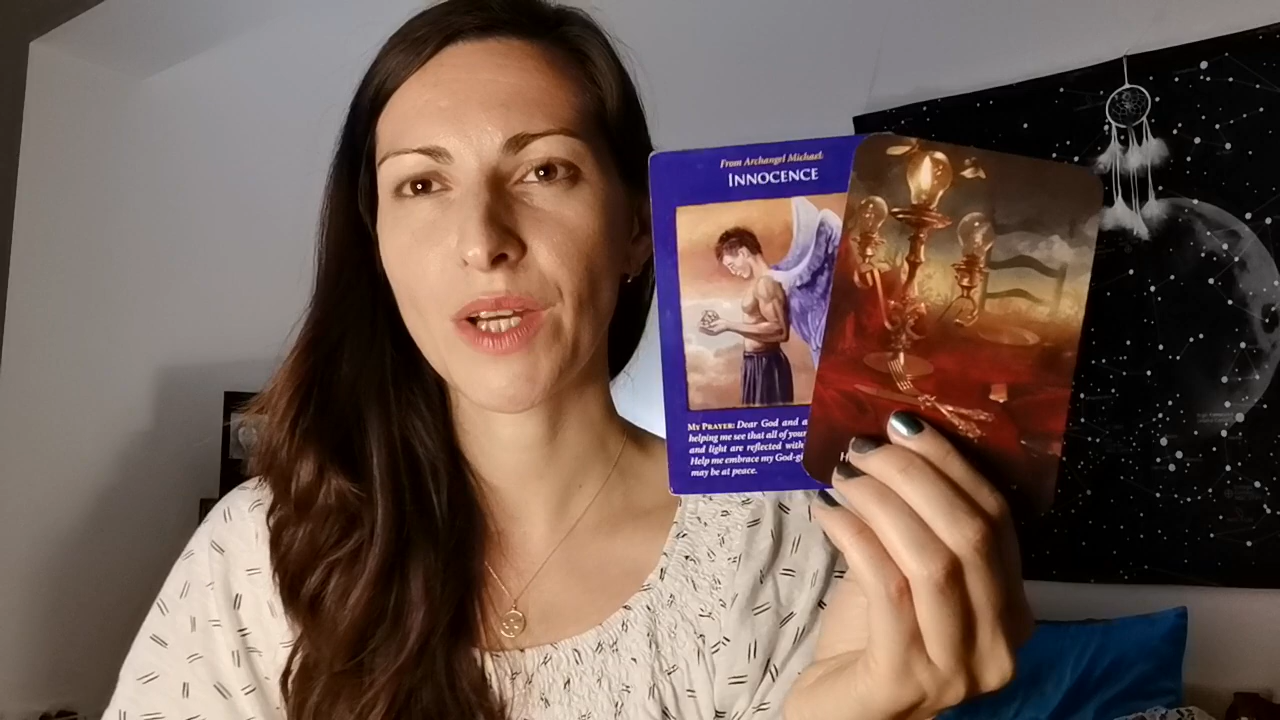 From Archangel Michael:
INNOCENCE
MY PRAYER: Dear God and a
helping me see that all of your
and light are reflected with
Help me embrace my God-gi
may be at peace.
H